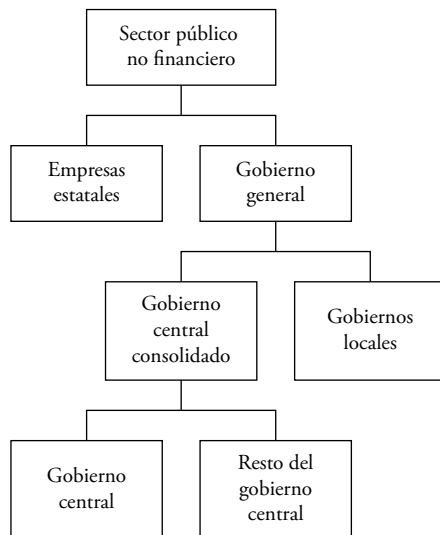 Sector público
no financiero
Empresas
estatales
Gobierno
general
Gobierno
central
consolidado
Gobiernos
locales
Gobierno
central
Resto del
gobierno
central